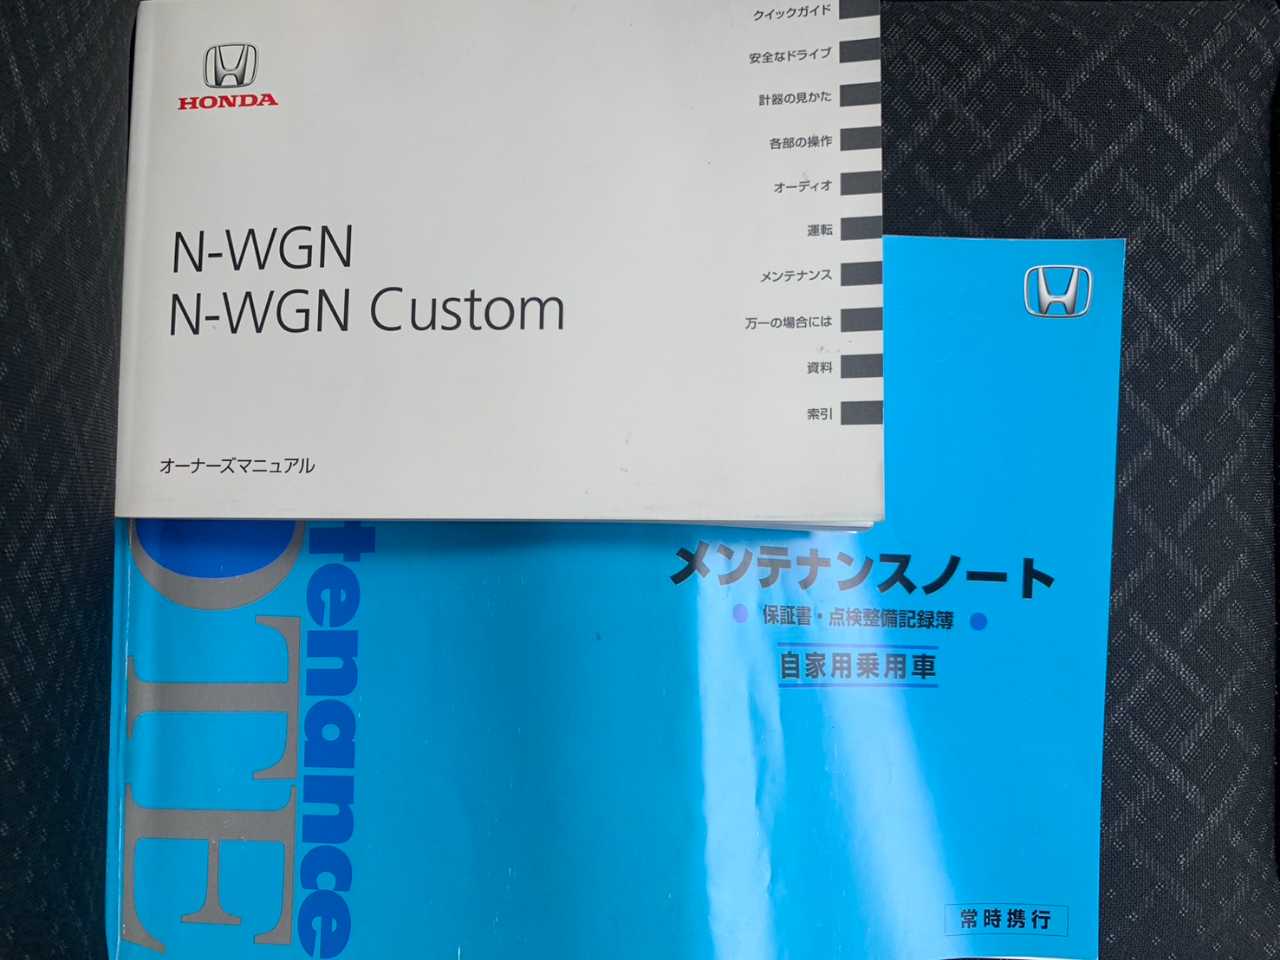 HONDA
N-WGN
N-WGN Custom
オーナーズマニュアル
クイックガイド
安全なドライブ
計器の見かた
各部の操作
オーディオ
運転
メンテナンス
万一の場合には
資料
索引
メンテナンスノート
保証書・点検整備記録簿
自家用乗用車
常時携行
tenance
OTE